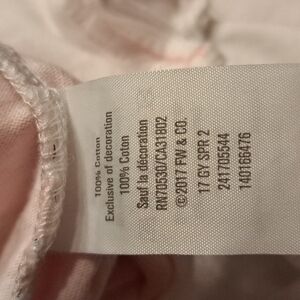 100% Cotton
Exclusive of decoration
100% Coton
Sauf la décoration
RN70530/CA31802
©2017 FW & CO.
17 GY SPR 2
241705544
140166476